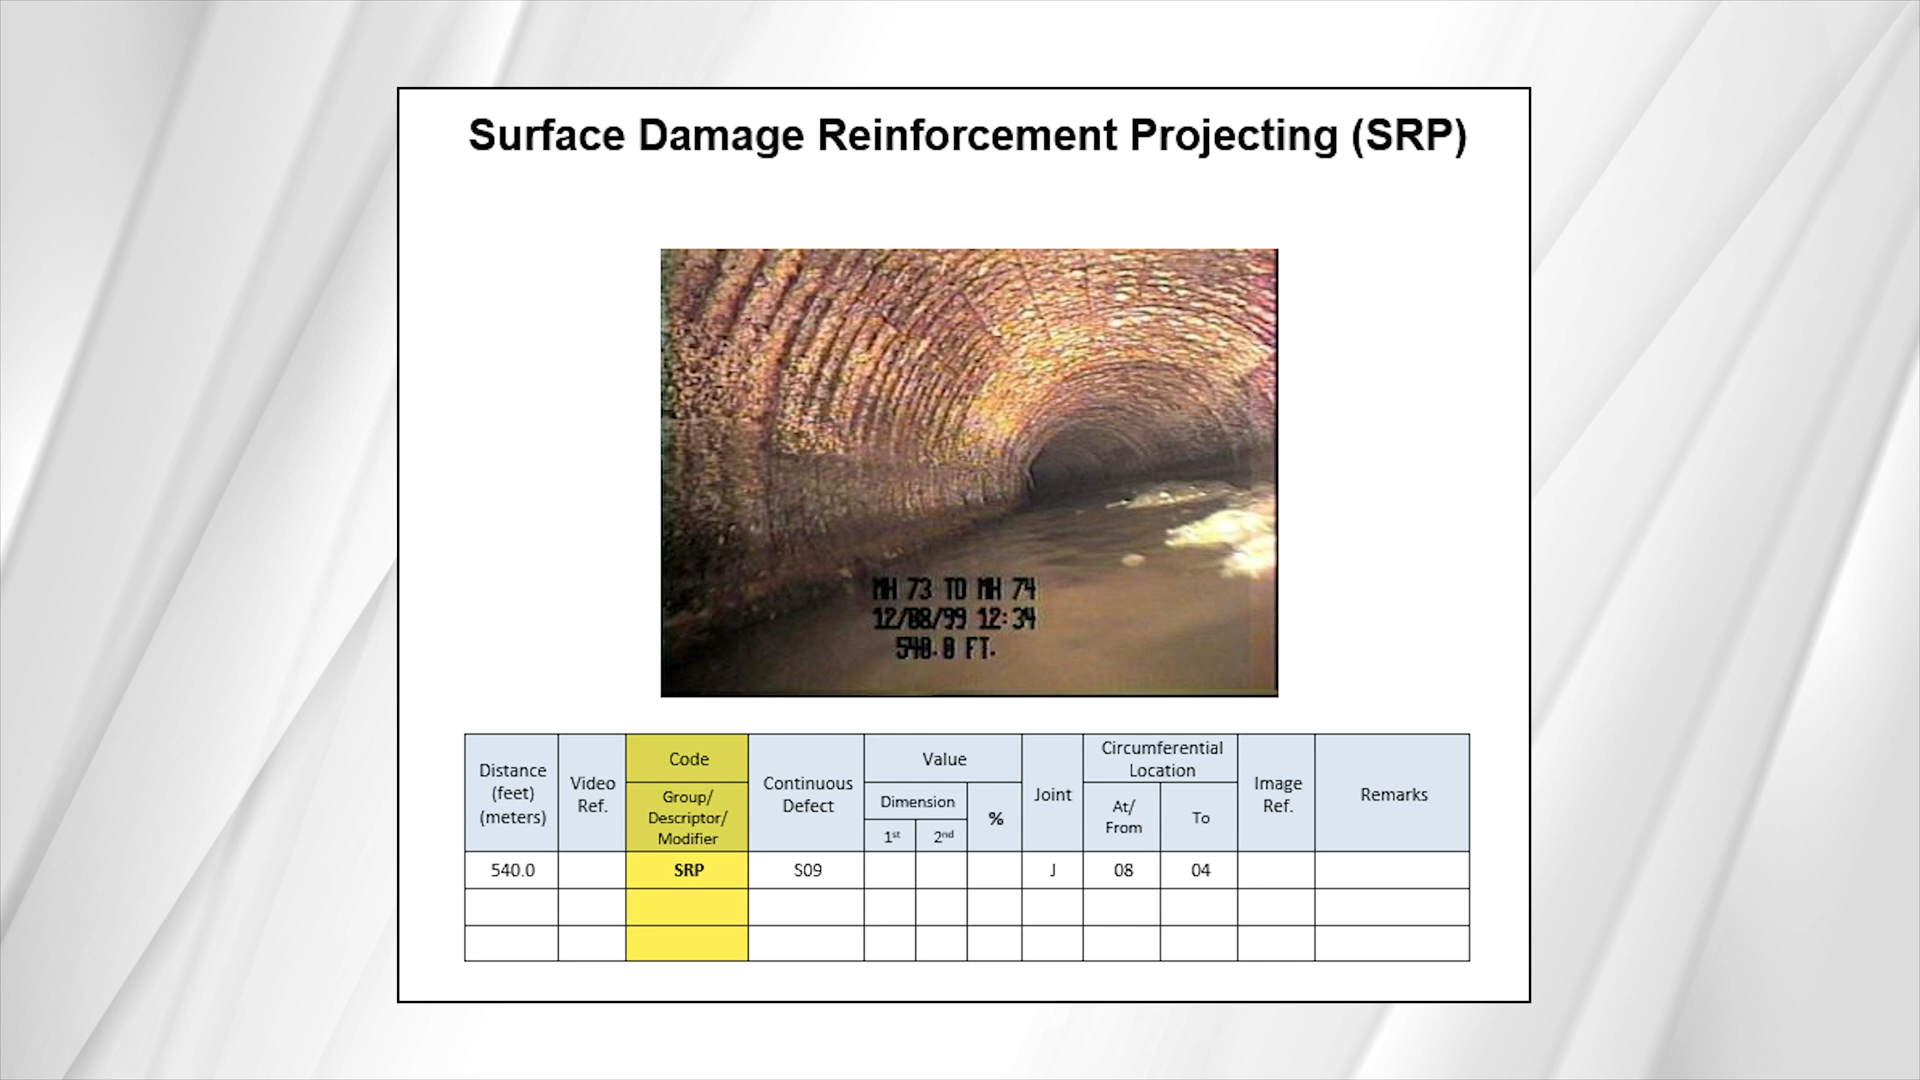 Surface Damage Reinforcement Projecting (SRP)
MH 73 TO MH 74
12/08/99 12:34
540.0 FT.
Distance (feet) (meters)
Video Ref.
Code
Group/ Descriptor/ Modifier
Continuous Defect
Value
Dimension
1st
2nd
%
Joint
Circumferential Location
At/ From
To
Image Ref.
Remarks
540.0 SRP S09 J 08 04